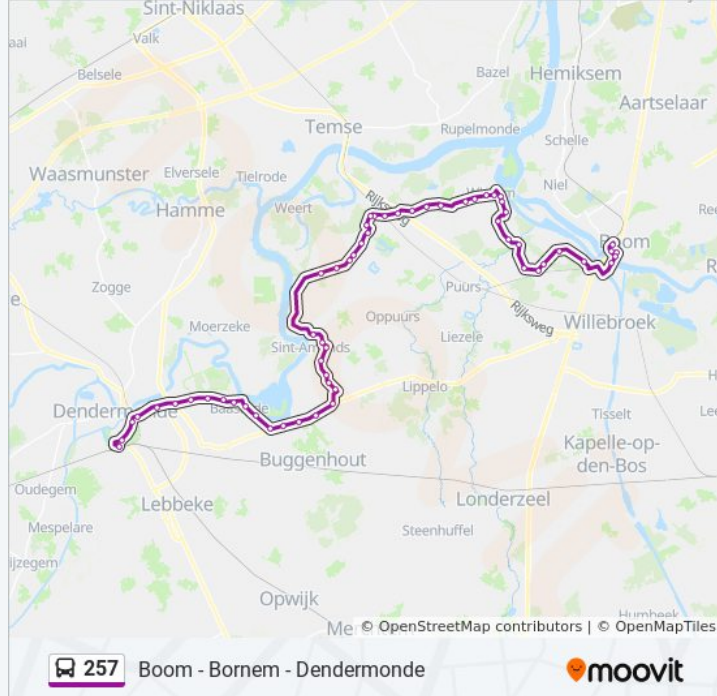 Sint-Niklaas
Valk
Belsele
Bazel
Hemiksem
Aartselaar
Temse
Rupelmonde
Schelle
Waasmunster
Elversele
Tielrode
Niel
Hamme
Weert
Rijksweg
Boom
Zogge
Puurs
Oppuurs
Willebroek
Moerzeke
Rijksweg
Liezele
Sint-Amands
Lippelo
Dendermonde
Baasrode
Tisselt
Kapelle-op-
den-Bos
Buggenhout
Oudegem
Lebbeke
Londerzeel
Mespelare
Steenhuffel
Opwijk
Humbeek
© OpenStreetMap contributors | © OpenMapTiles
257 Boom - Bornem - Dendermonde
moovit